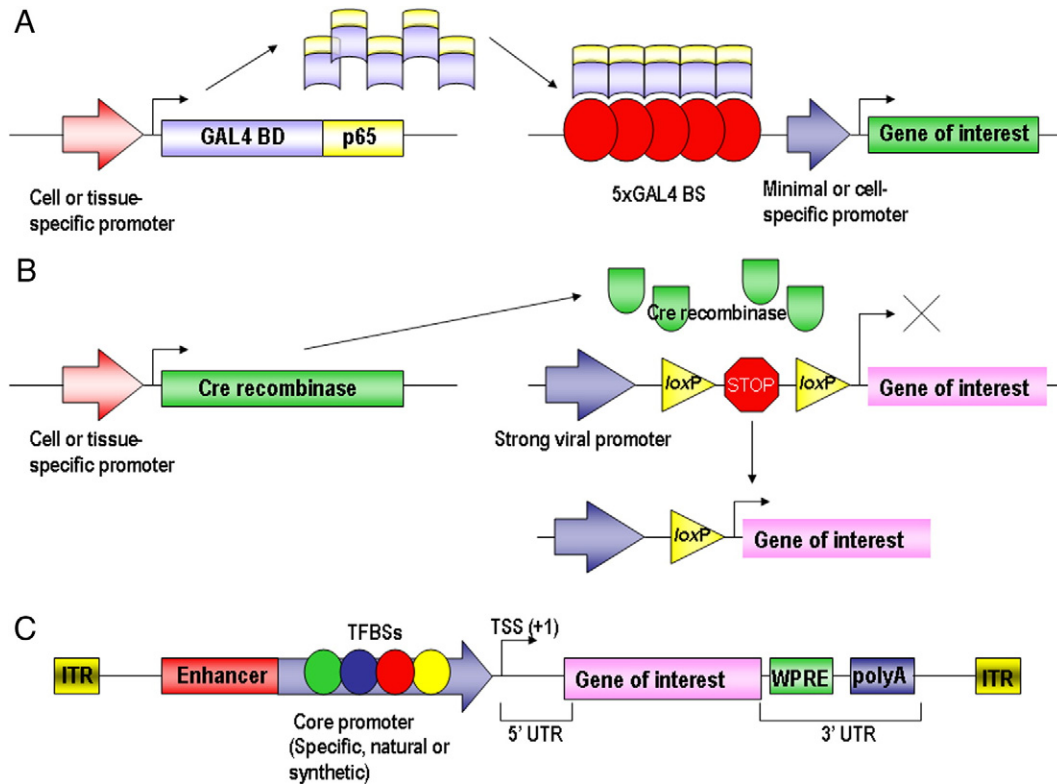 A
GAL4 BD
p65
Gene of interest
Cell or tissue-
specific promoter
5xGAL4 BS
Minimal or cell-
specific promoter
B
Cre recombinase
Cre recombinase
loxP
STOP
loxP
Gene of interest
Cell or tissue-
specific promoter
Strong viral promoter
loxP
Gene of interest
C
TFBSs
TSS (+1)
ITR
Enhancer
Gene of interest
WPRE
polyA
ITR
Core promoter
(Specific, natural or
synthetic)
5' UTR
3' UTR